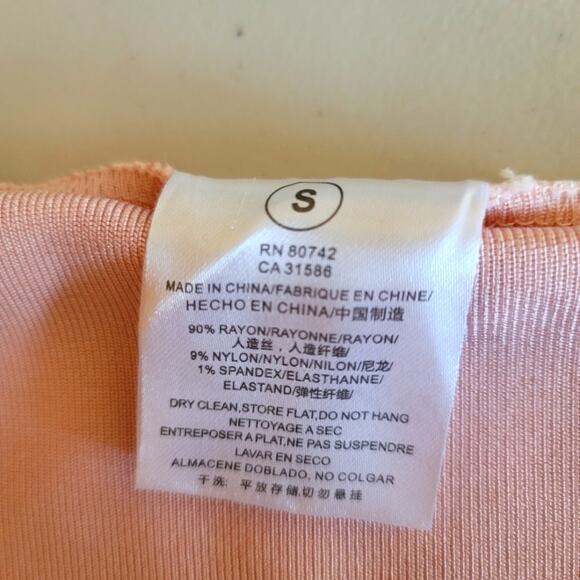 S
RN 80742
CA 31586
MADE IN CHINA/FABRIQUE EN CHINE/
HECHO EN CHINA/中国制造
90% RAYON/RAYONNE/RAYON/
人造丝，人造纤维/
9% NYLON/NYLON/NILON/尼龙/
1% SPANDEX/ELASTHANNE/
ELASTAND/弹性纤维/
DRY CLEAN,STORE FLAT,DO NOT HANG
NETTOYAGE A SEC
ENTREPOSER A PLAT,NE PAS SUSPENDRE
LAVAR EN SECO
ALMACENE DOBLADO, NO COLGAR
干洗: 平放存储,切勿悬挂